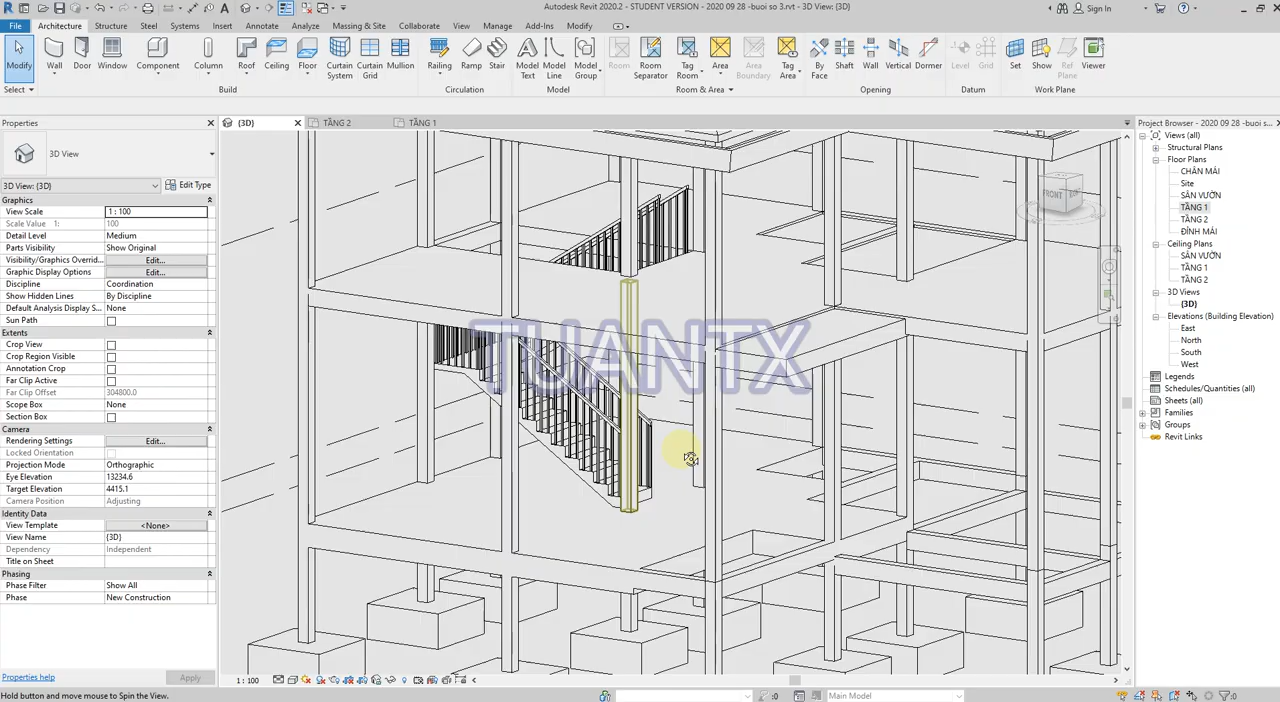 Autodesk Revit 2020.2 - STUDENT VERSION - 2020 09 28 -buoi so 3.rvt - 3D View: {3D}
Sign In
File Architecture Structure Steel Systems Insert Annotate Analyze Massing & Site Collaborate View Manage Add-Ins Modify
Modify Wall Door Window Component Column Roof Ceiling Floor Curtain System Curtain Grid Mullion Railing Ramp Stair Model Text Model Line Model Group Room Room Separator Tag Room Area Area Boundary Tag Area By Face Shaft Wall Vertical Dormer Level Grid Set Show Ref Plane Viewer
Select Build Circulation Model Room & Area Opening Datum Work Plane
Properties
3D View
3D View: {3D} Edit Type
Graphics
View Scale 1 : 100
Scale Value 1: 100
Detail Level Medium
Parts Visibility Show Original
Visibility/Graphics Overrid... Edit...
Graphic Display Options Edit...
Discipline Coordination
Show Hidden Lines By Discipline
Default Analysis Display S... None
Sun Path
Extents
Crop View
Crop Region Visible
Annotation Crop
Far Clip Active
Far Clip Offset 304800.0
Scope Box None
Section Box
Camera
Rendering Settings Edit...
Locked Orientation
Projection Mode Orthographic
Eye Elevation 13234.6
Target Elevation 4415.1
Camera Position Adjusting
Identity Data
View Template <None>
View Name {3D}
Dependency Independent
Title on Sheet
Phasing
Phase Filter Show All
Phase New Construction
Properties help Apply
{3D} TẦNG 2 TẦNG 1
FRONT
TUANTX
1 : 100
Project Browser - 2020 09 28 -buoi s...
Views (all)
Structural Plans
Floor Plans
CHÂN MÁI
Site
SÂN VƯỜN
TẦNG 1
TẦNG 2
ĐỈNH MÁI
Ceiling Plans
SÂN VƯỜN
TẦNG 1
TẦNG 2
3D Views
{3D}
Elevations (Building Elevation)
East
North
South
West
Legends
Schedules/Quantities (all)
Sheets (all)
Families
Groups
Revit Links
Hold button and move mouse to Spin the View.
:0 Main Model :0